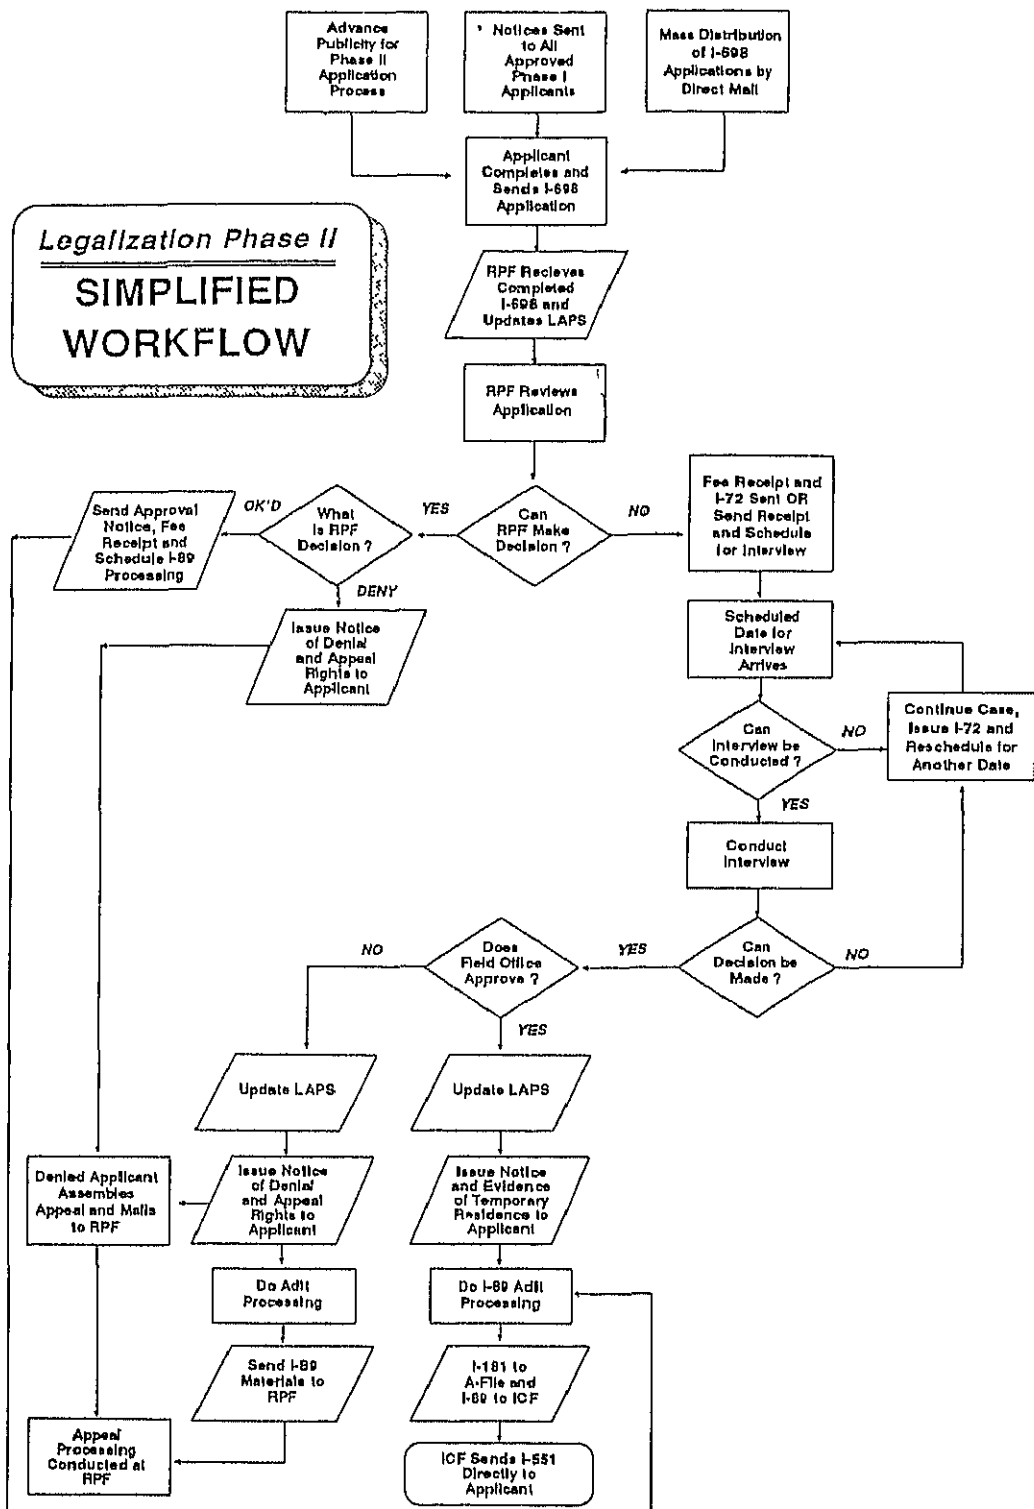 Advance
Publicity for
Phase II
Application
Process
Notices Sent
to All
Approved
Phase I
Applicants
Mass Distribution
of I-698
Applications by
Direct Mail
Applicant
Completes and
Sends I-698
Application
Legalization Phase II
SIMPLIFIED
WORKFLOW
RPF Recieves
Completed
I-698 and
Updates LAPS
RPF Reviews
Application
Send Approval
Notice, Fee
Receipt and
Schedule I-89
Processing
OK'D
What
Is RPF
Decision ?
YES
Can
RPF Make
Decision ?
NO
Fee Receipt and
I-72 Sent OR
Send Receipt
and Schedule
for Interview
DENY
Issue Notice
of Denial
and Appeal
Rights to
Applicant
Scheduled
Date for
Interview
Arrives
Can
Interview be
Conducted ?
NO
Continue Case,
Issue I-72 and
Reschedule for
Another Date
YES
Conduct
Interview
NO
Does
Field Office
Approve ?
YES
Can
Decision be
Made ?
NO
YES
Update LAPS
Update LAPS
Denied Applicant
Assembles
Appeal and Mails
to RPF
Issue Notice
of Denial
and Appeal
Rights to
Applicant
Issue Notice
and Evidence
of Temporary
Residence to
Applicant
Do Adit
Processing
Do I-89 Adit
Processing
Send I-89
Materials to
RPF
I-181 to
A-File and
I-89 to ICF
Appeal
Processing
Conducted at
RPF
ICF Sends I-551
Directly to
Applicant